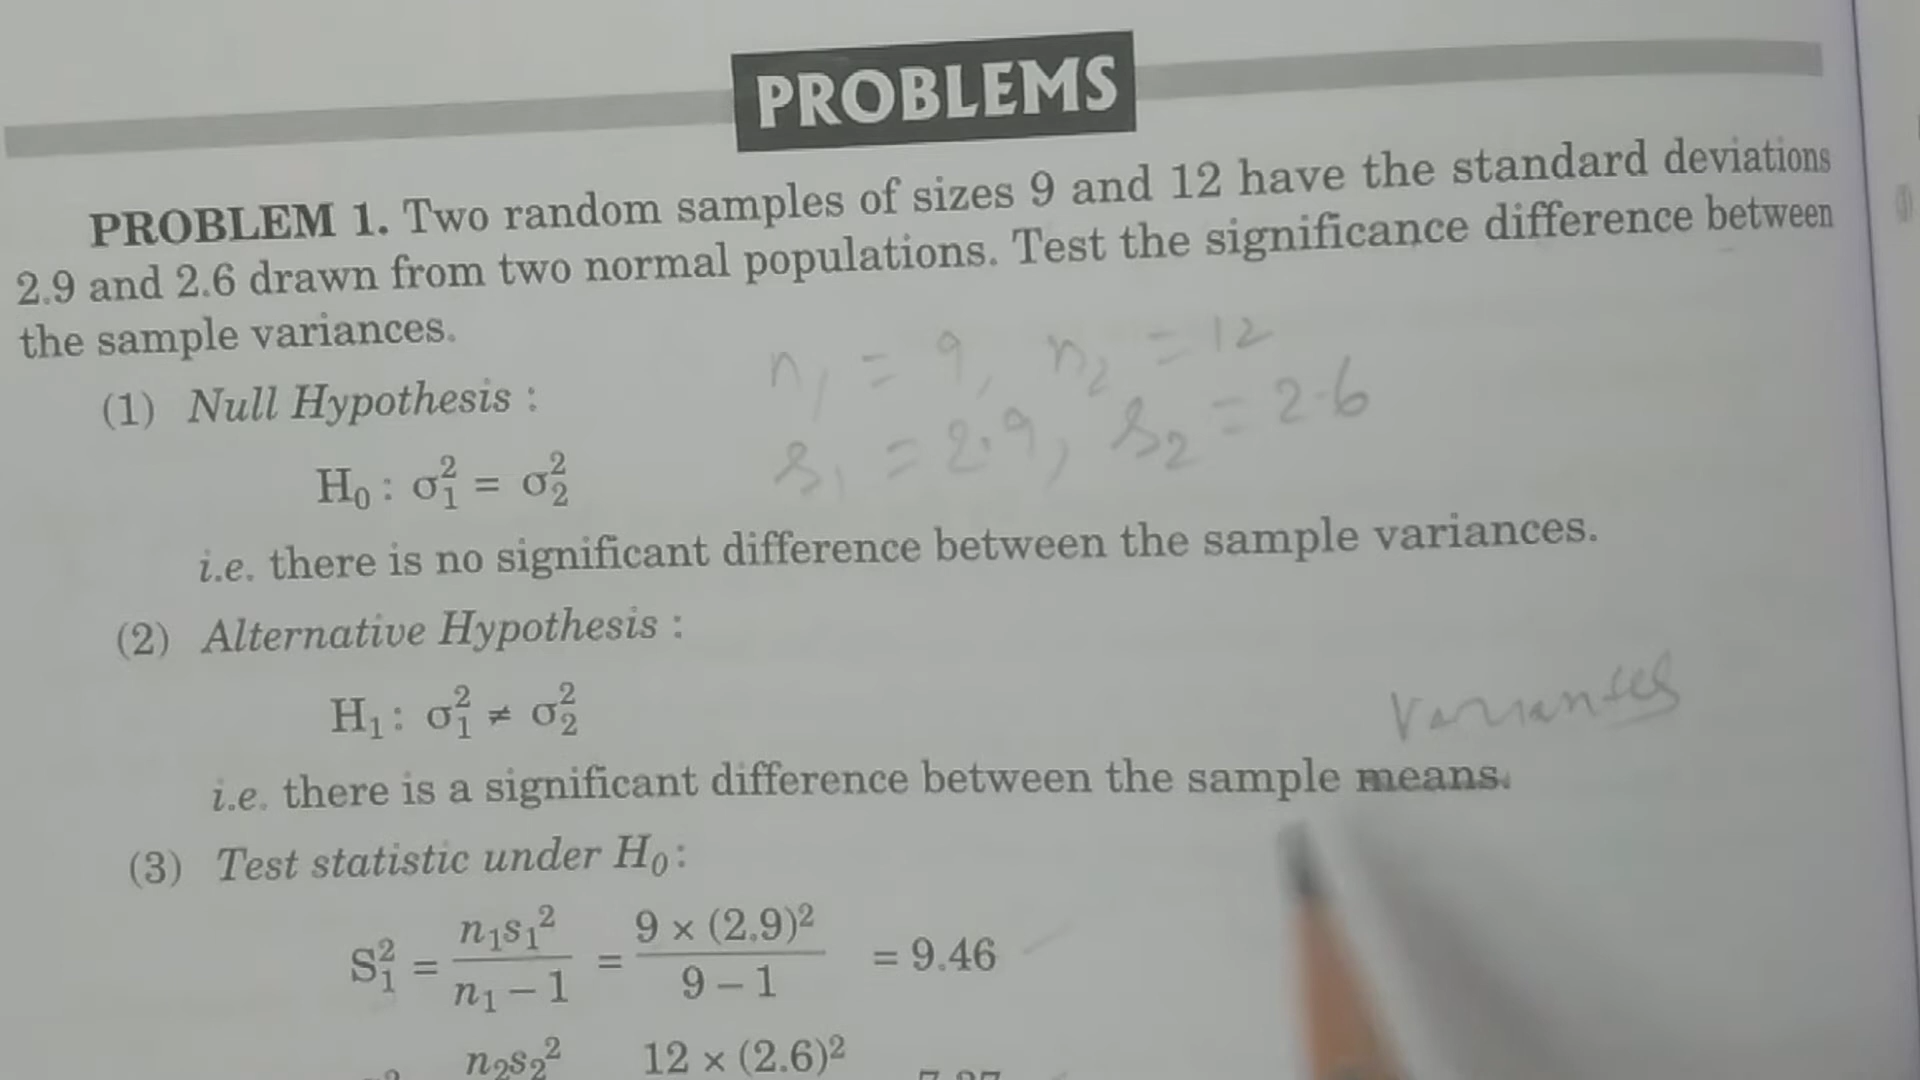 PROBLEMS
PROBLEM 1. Two random samples of sizes 9 and 12 have the standard deviations
2.9 and 2.6 drawn from two normal populations. Test the significance difference between
the sample variances.
n₁ = 9, n₂ = 12
(1) Null Hypothesis :
s₁ = 2.9, s₂ = 2.6
H₀ : σ₁² = σ₂²
i.e. there is no significant difference between the sample variances.
(2) Alternative Hypothesis :
H₁ : σ₁² ≠ σ₂²
Variances
i.e. there is a significant difference between the sample means.
(3) Test statistic under H₀ :
S₁² = n₁s₁² / n₁ – 1 = 9 × (2.9)² / 9 – 1 = 9.46
n₂s₂² 12 × (2.6)²